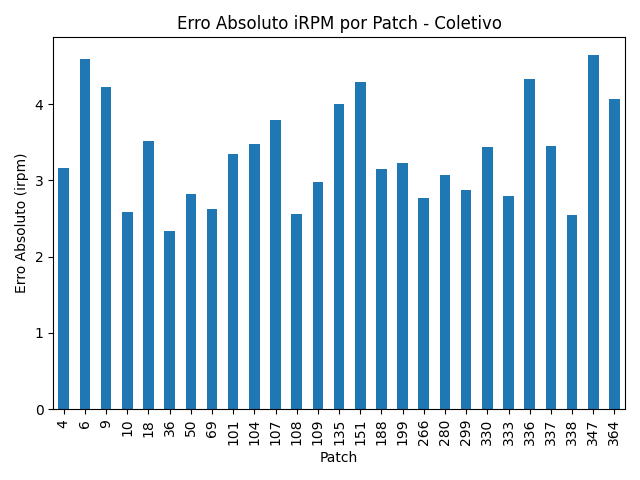 Erro Absoluto iRPM por Patch - Coletivo
Erro Absoluto (irpm)
4
3
2
1
0
4 6 9 10 18 36 50 69 101 104 107 108 109 135 151 188 199 266 280 299 330 333 336 337 338 347 364
Patch